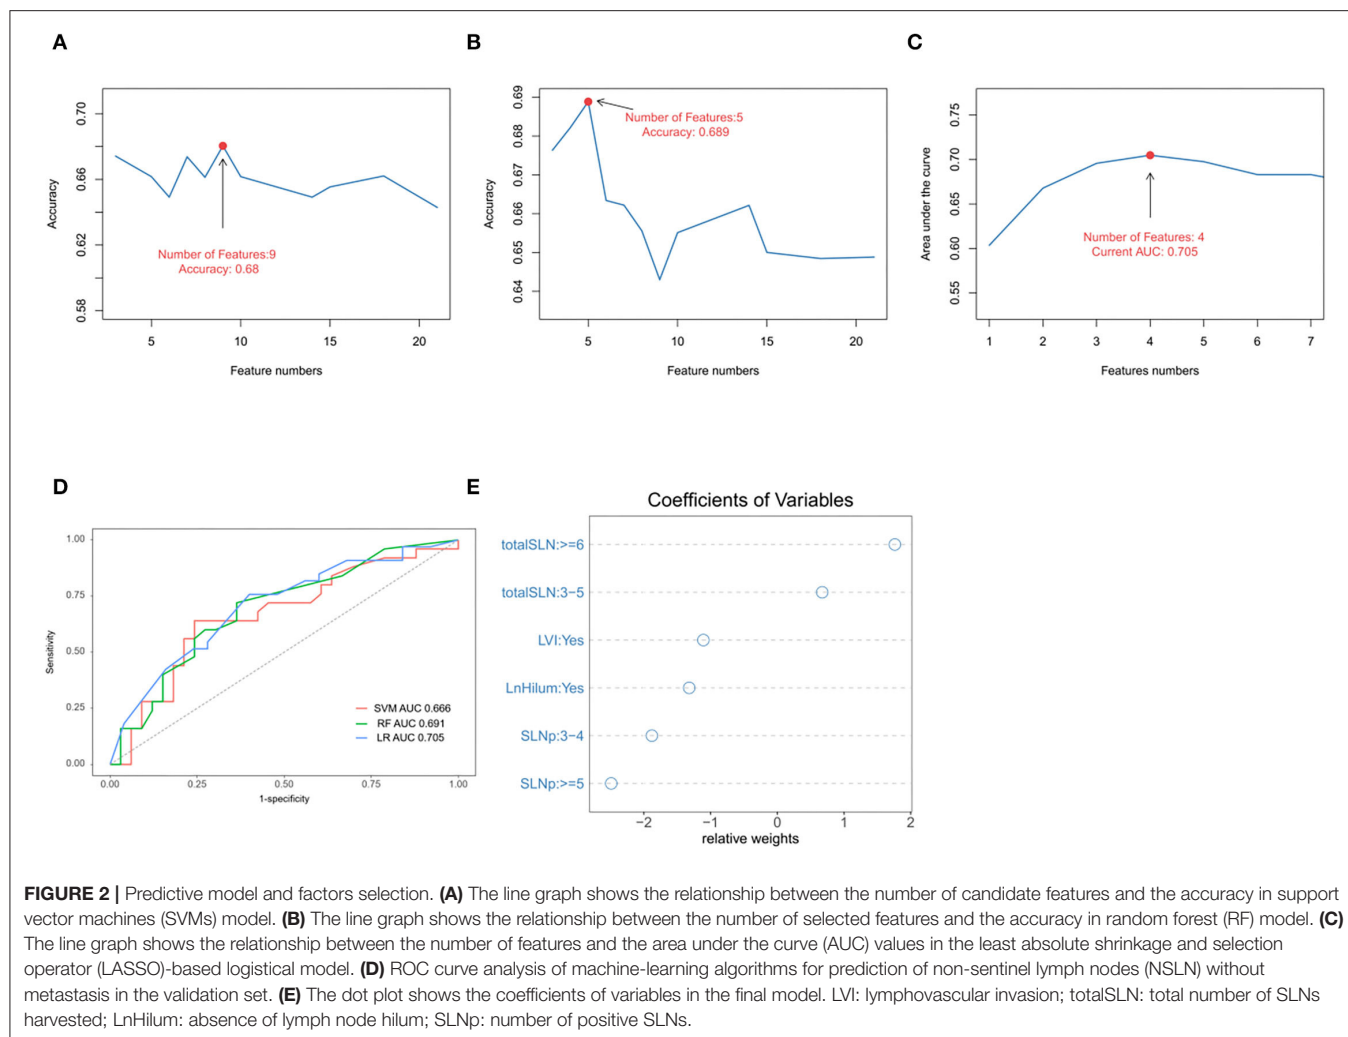 A
0.70
0.66
0.62
0.58
Accuracy
Number of Features:9
Accuracy: 0.68
5
10
15
20
Feature numbers
B
0.69
0.68
0.67
0.66
0.65
0.64
Accuracy
Number of Features:5
Accuracy: 0.689
5
10
15
20
Feature numbers
C
0.75
0.70
0.65
0.60
0.55
Area under the curve
Number of Features: 4
Current AUC: 0.705
1
2
3
4
5
6
7
Features numbers
D
1.00
0.75
0.50
0.25
0.00
Sensitivity
SVM AUC 0.666
RF AUC 0.691
LR AUC 0.705
0.00
0.25
0.50
0.75
1.00
1-specificity
E
Coefficients of Variables
totalSLN:>=6
totalSLN:3−5
LVI:Yes
LnHilum:Yes
SLNp:3−4
SLNp:>=5
−2
−1
0
1
2
relative weights
FIGURE 2 | Predictive model and factors selection. (A) The line graph shows the relationship between the number of candidate features and the accuracy in support
vector machines (SVMs) model. (B) The line graph shows the relationship between the number of selected features and the accuracy in random forest (RF) model. (C)
The line graph shows the relationship between the number of features and the area under the curve (AUC) values in the least absolute shrinkage and selection
operator (LASSO)-based logistical model. (D) ROC curve analysis of machine-learning algorithms for prediction of non-sentinel lymph nodes (NSLN) without
metastasis in the validation set. (E) The dot plot shows the coefficients of variables in the final model. LVI: lymphovascular invasion; totalSLN: total number of SLNs
harvested; LnHilum: absence of lymph node hilum; SLNp: number of positive SLNs.